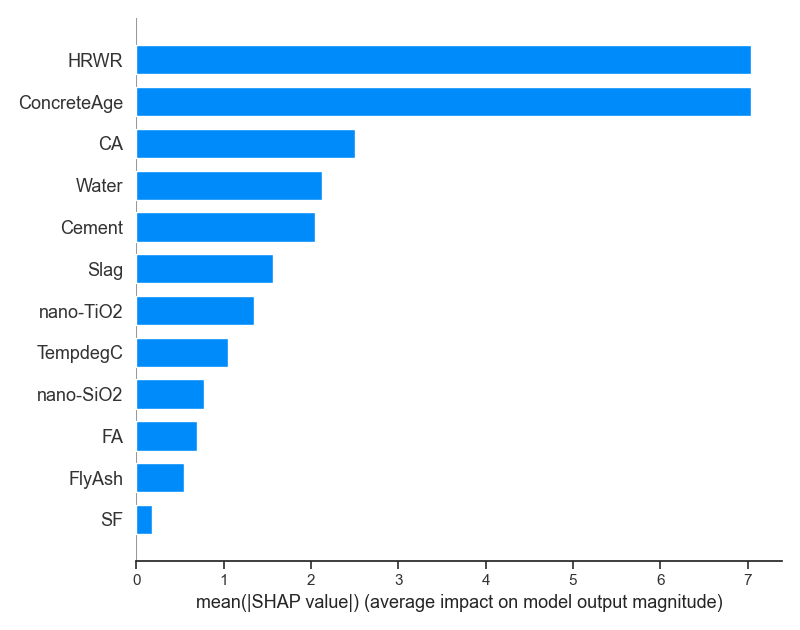 HRWR
ConcreteAge
CA
Water
Cement
Slag
nano-TiO2
TempdegC
nano-SiO2
FA
FlyAsh
SF
0 1 2 3 4 5 6 7
mean(|SHAP value|) (average impact on model output magnitude)